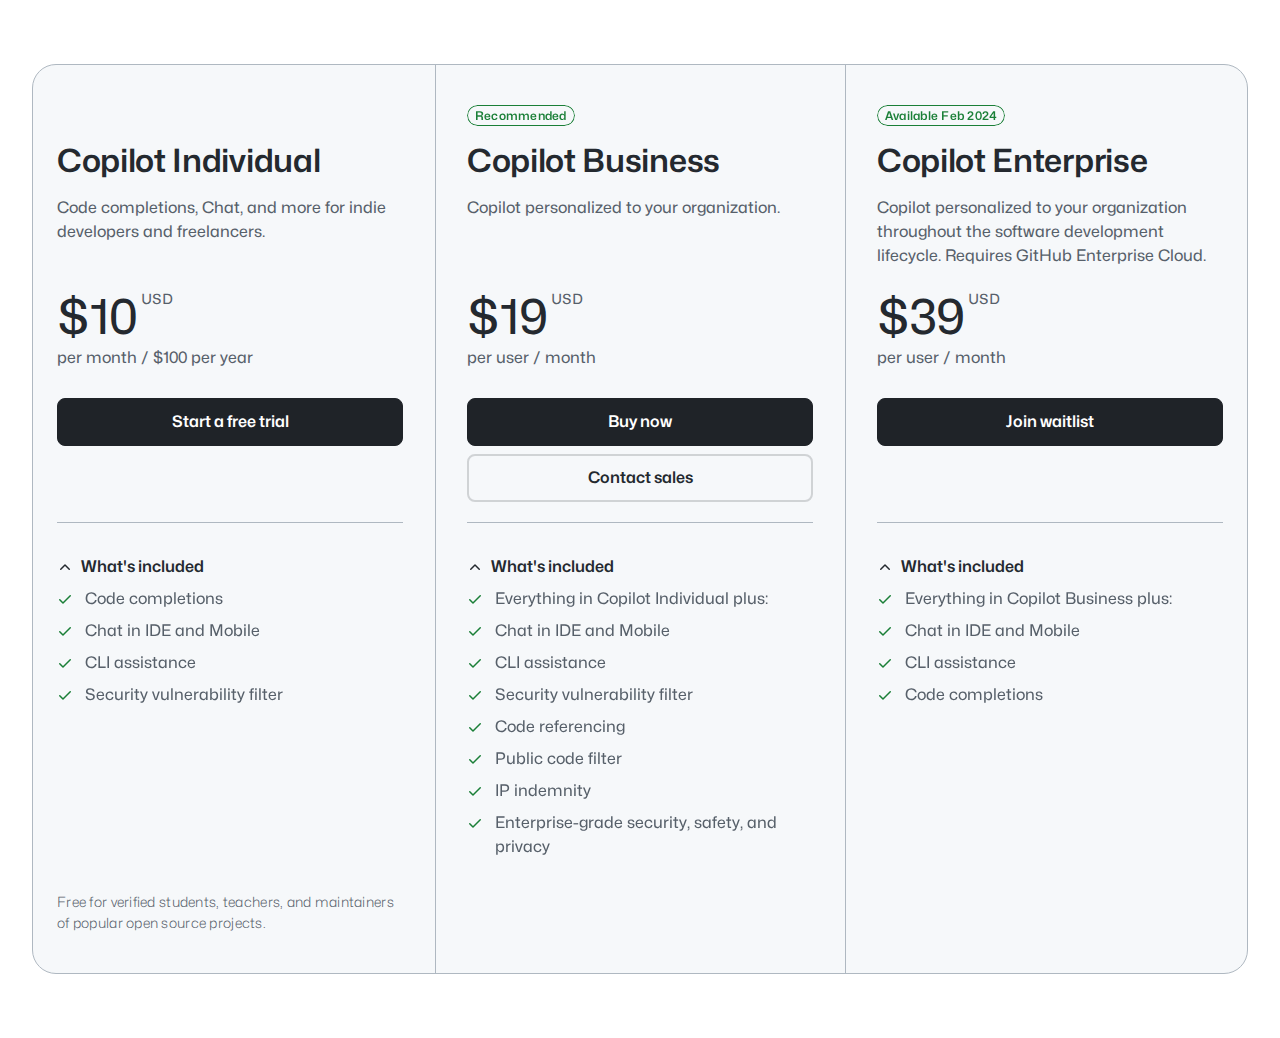 Copilot Individual
Code completions, Chat, and more for indie
developers and freelancers.
$10 USD
per month / $100 per year
Start a free trial
What's included
Code completions
Chat in IDE and Mobile
CLI assistance
Security vulnerability filter
Free for verified students, teachers, and maintainers
of popular open source projects.
Recommended
Copilot Business
Copilot personalized to your organization.
$19 USD
per user / month
Buy now
Contact sales
What's included
Everything in Copilot Individual plus:
Chat in IDE and Mobile
CLI assistance
Security vulnerability filter
Code referencing
Public code filter
IP indemnity
Enterprise-grade security, safety, and
privacy
Available Feb 2024
Copilot Enterprise
Copilot personalized to your organization
throughout the software development
lifecycle. Requires GitHub Enterprise Cloud.
$39 USD
per user / month
Join waitlist
What's included
Everything in Copilot Business plus:
Chat in IDE and Mobile
CLI assistance
Code completions